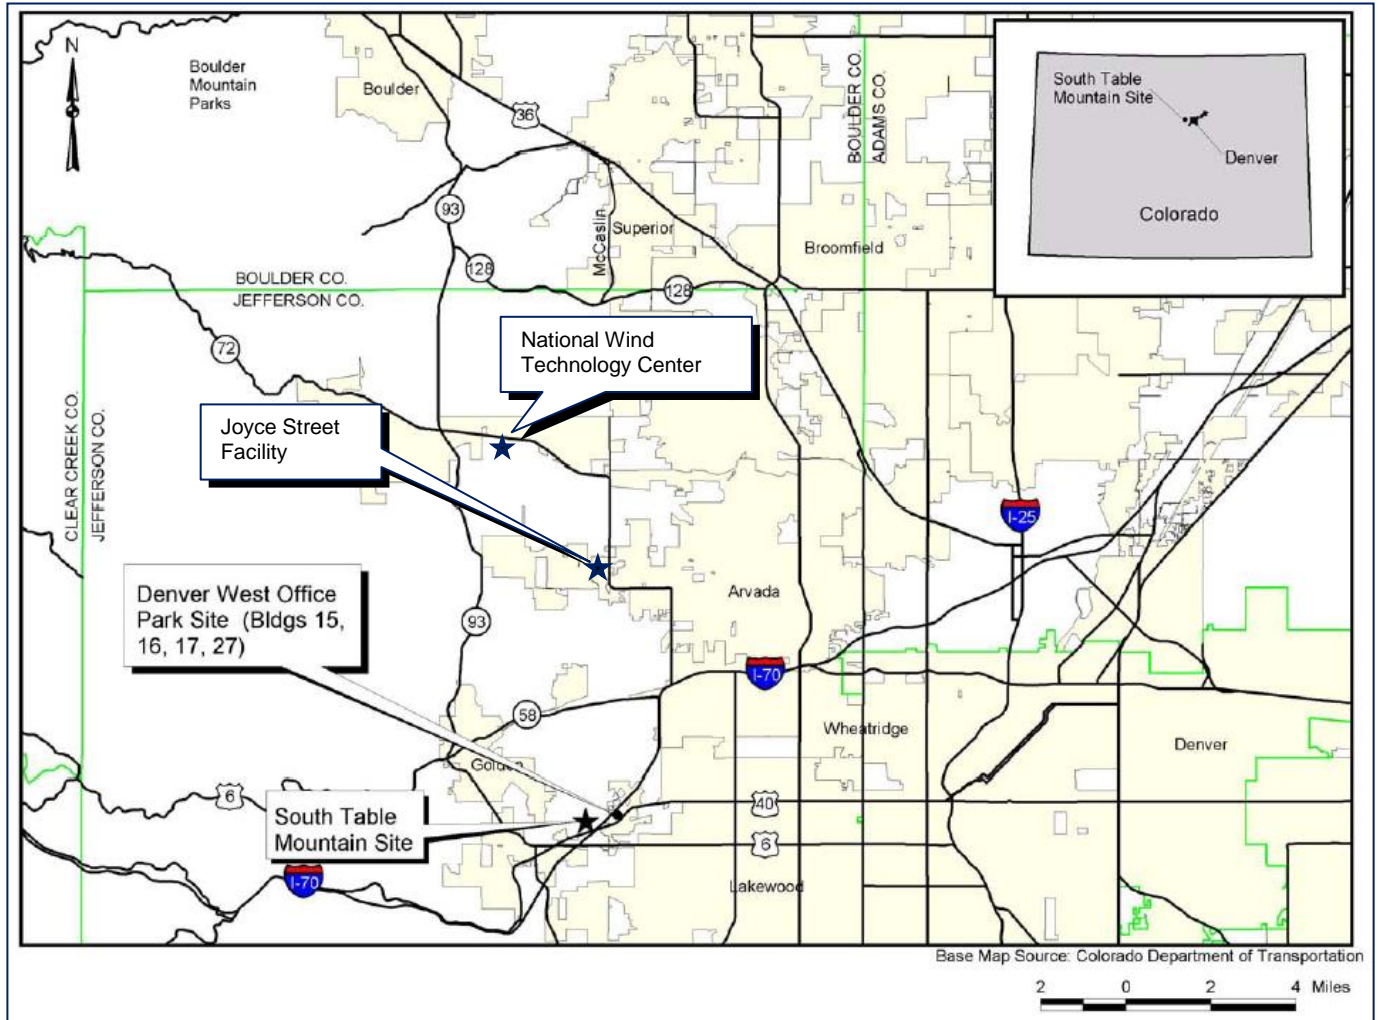 N
Boulder
Mountain
Parks
Boulder
36
BOULDER CO.
ADAMS CO.
South Table
Mountain Site
Denver
Colorado
93
McCaslin
Superior
Broomfield
128
BOULDER CO.
JEFFERSON CO.
128
72
National Wind
Technology Center
CLEAR CREEK CO.
JEFFERSON CO.
Joyce Street
Facility
I-25
Denver West Office
Park Site (Bldgs 15,
16, 17, 27)
Arvada
93
I-70
58
Wheatridge
Denver
Golden
6
40
South Table
Mountain Site
6
I-70
Lakewood
Base Map Source: Colorado Department of Transportation
2 0 2 4 Miles